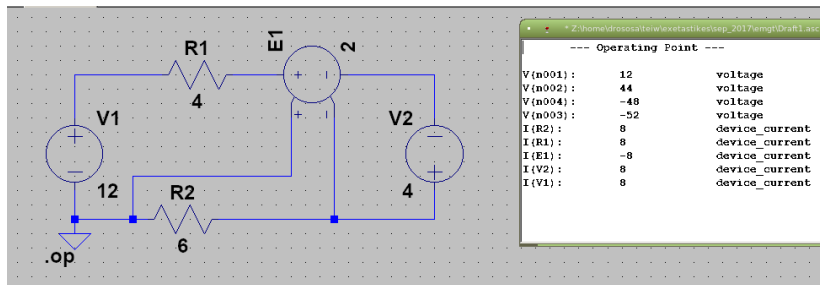 R1
4
E1
2
V1
12
V2
4
R2
6
.op
+ −
+ −
+
−
−
+
* Z:\home\drososa\teiw\exetastikes\sep_2017\emgt\Draft1.asc
--- Operating Point ---
V(n001): 12 voltage
V(n002): 44 voltage
V(n004): -48 voltage
V(n003): -52 voltage
I(R2): 8 device_current
I(R1): 8 device_current
I(E1): -8 device_current
I(V2): 8 device_current
I(V1): 8 device_current